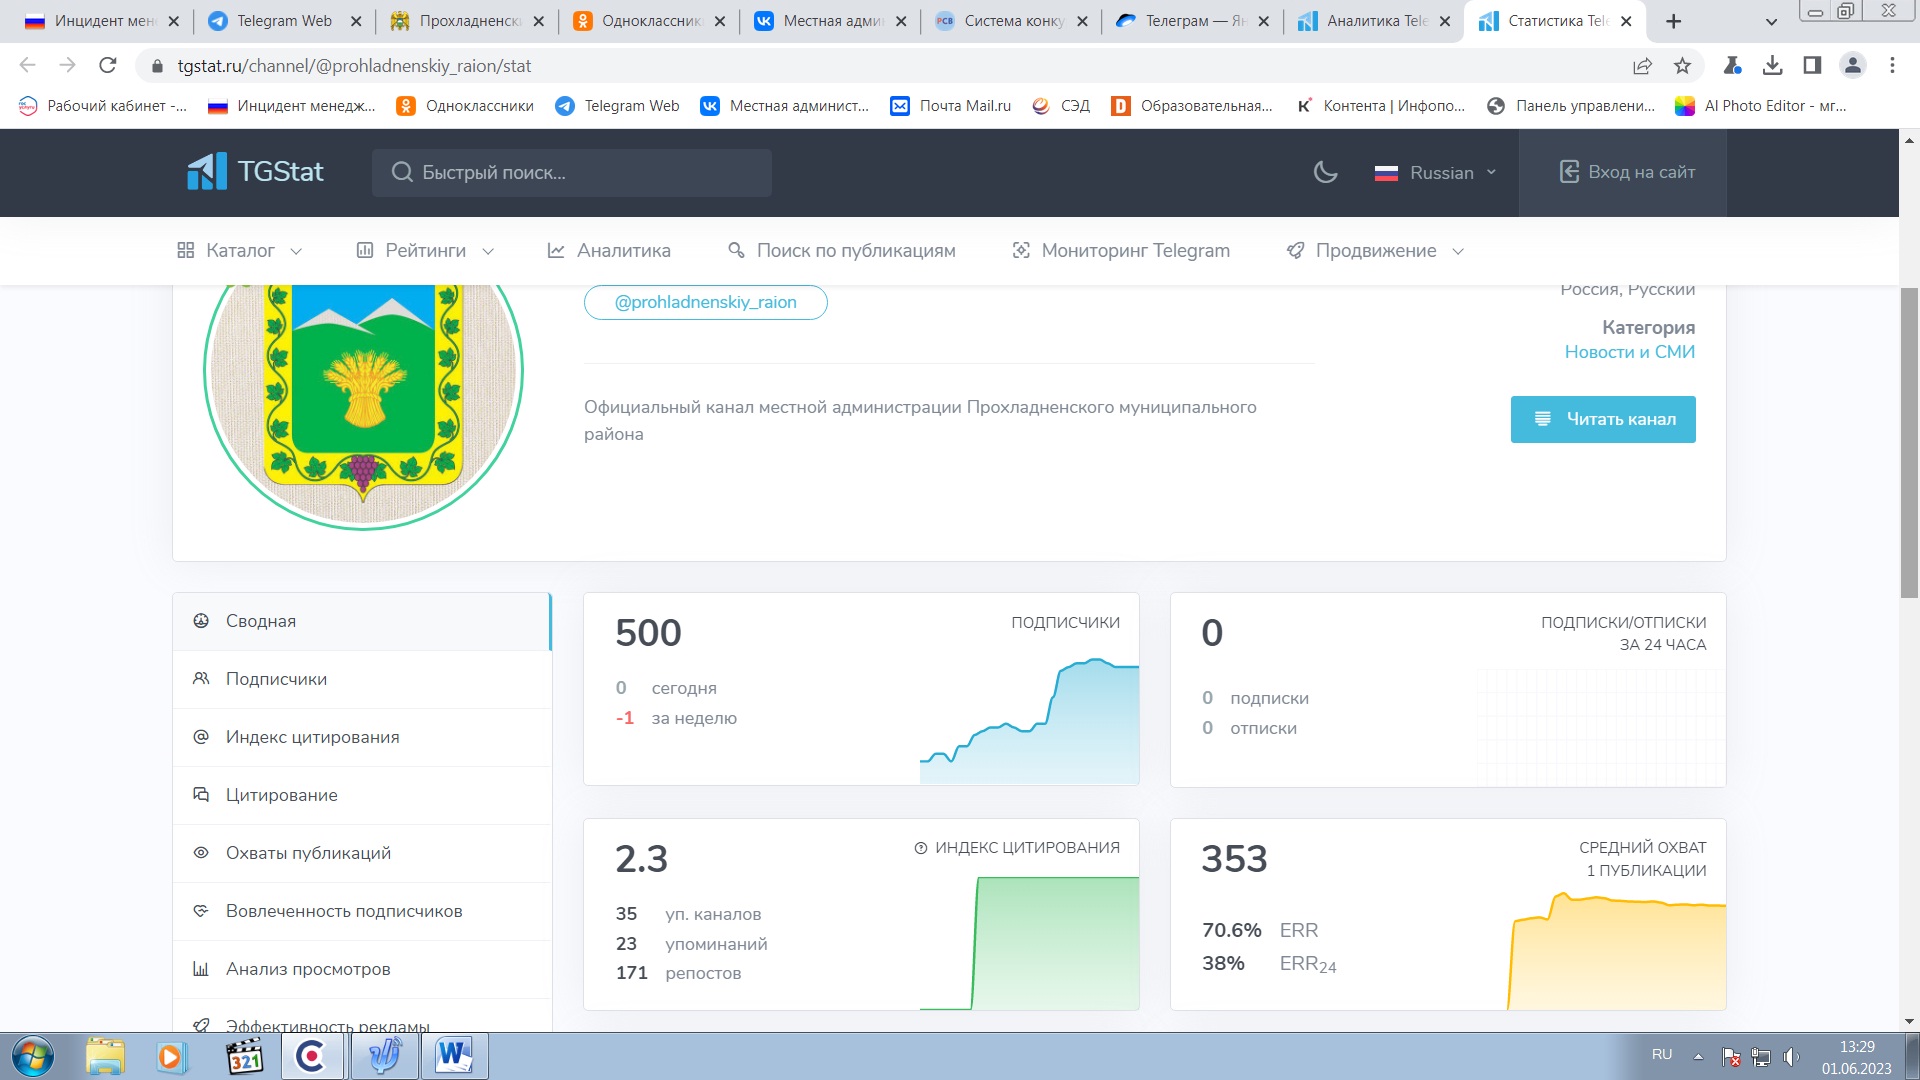 Инцидент мен
Telegram Web
Прохладненски
Одноклассник
Местная адми
Система конку
Телеграм — Ян
Аналитика Tele
Статистика Tele
tgstat.ru/channel/@prohladnenskiy_raion/stat
Рабочий кабинет -...
Инцидент менедж...
Одноклассники
Telegram Web
Местная админист...
Почта Mail.ru
СЭД
Образовательная...
Контента | Инфопо...
Панель управлени...
AI Photo Editor - мг...
TGStat
Быстрый поиск...
Russian
Вход на сайт
Каталог
Рейтинги
Аналитика
Поиск по публикациям
Мониторинг Telegram
Продвижение
@prohladnenskiy_raion
Россия, Русский
Категория
Новости и СМИ
Официальный канал местной администрации Прохладненского муниципального
района
Читать канал
Сводная
Подписчики
Индекс цитирования
Цитирование
Охваты публикаций
Вовлеченность подписчиков
Анализ просмотров
Эффективность рекламы
500
ПОДПИСЧИКИ
0 сегодня
-1 за неделю
0
ПОДПИСКИ/ОТПИСКИ
ЗА 24 ЧАСА
0 подписки
0 отписки
2.3
ИНДЕКС ЦИТИРОВАНИЯ
35 уп. каналов
23 упоминаний
171 репостов
353
СРЕДНИЙ ОХВАТ
1 ПУБЛИКАЦИИ
70.6% ERR
38% ERR24
321
RU
13:29
01.06.2023